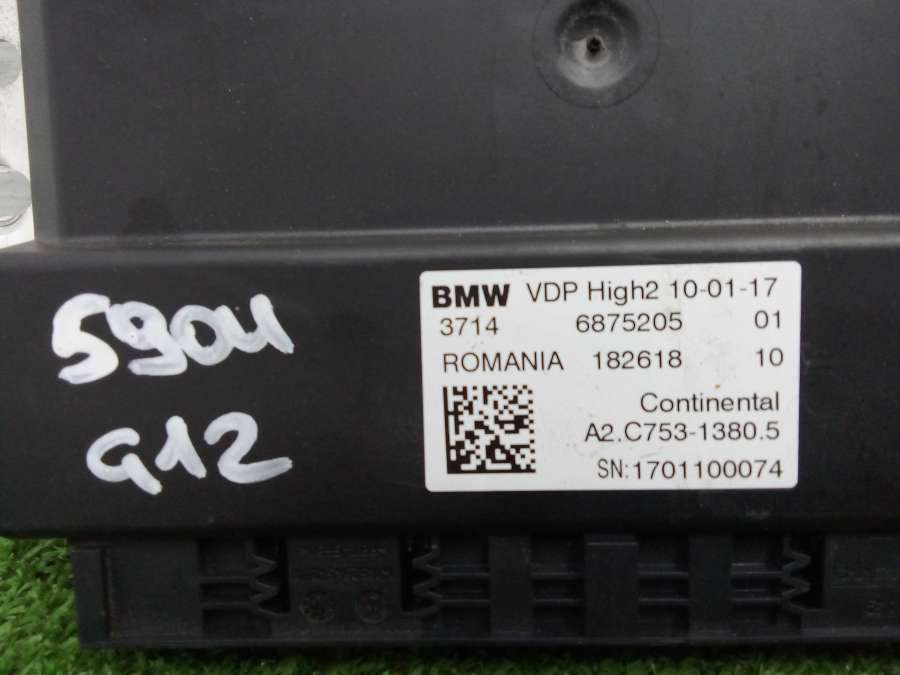 BMW VDP High2 10-01-17
3714 6875205 01
ROMANIA 182618 10
Continental
A2.C753-1380.5
SN:1701100074
5904
G12